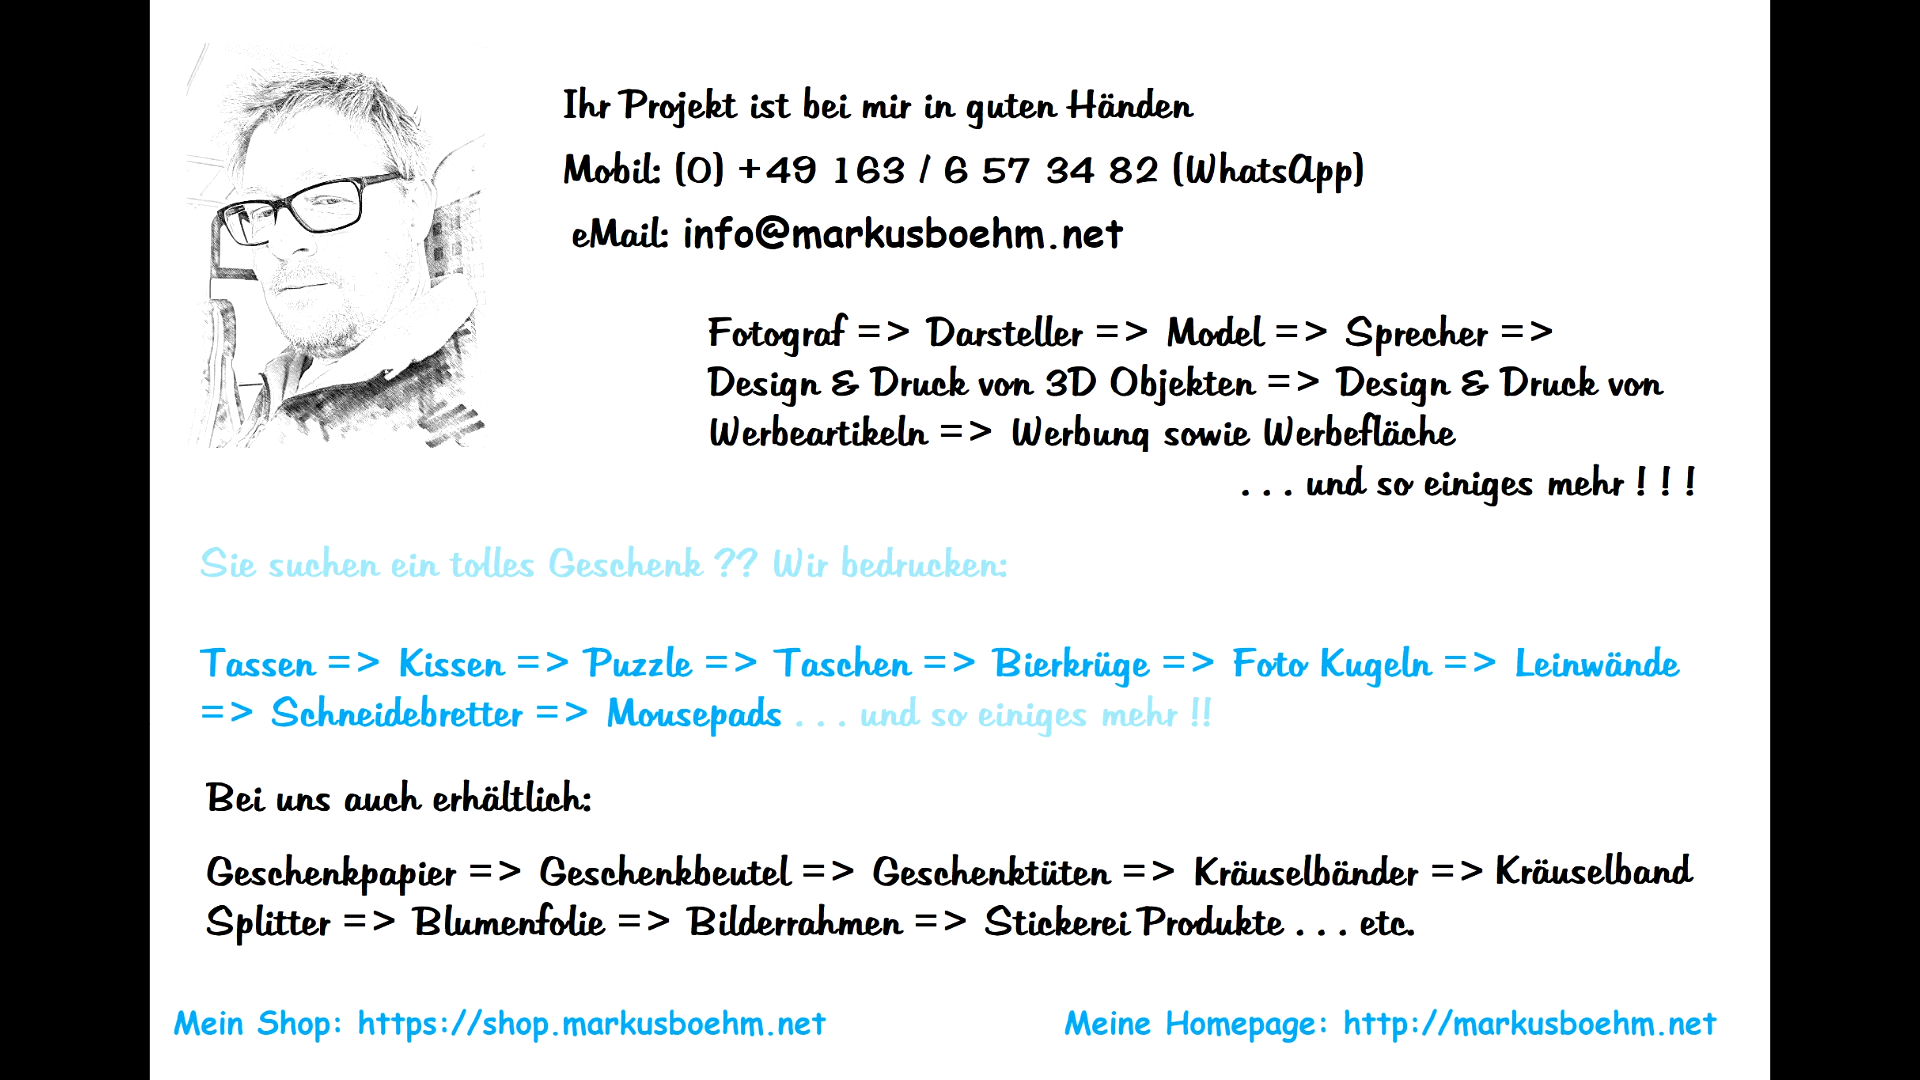 Ihr Projekt ist bei mir in guten Händen
Mobil: (0) +49 163 / 6 57 34 82 (WhatsApp)
eMail: info@markusboehm.net
Fotograf => Darsteller => Model => Sprecher =>
Design & Druck von 3D Objekten => Design & Druck von
Werbeartikeln => Werbung sowie Werbefläche
. . . und so einiges mehr ! ! !
Sie suchen ein tolles Geschenk ?? Wir bedrucken:
Tassen => Kissen => Puzzle => Taschen => Bierkrüge => Foto Kugeln => Leinwände
=> Schneidebretter => Mousepads . . . und so einiges mehr !!
Bei uns auch erhältlich:
Geschenkpapier => Geschenkbeutel => Geschenktüten => Kräuselbänder => Kräuselband
Splitter => Blumenfolie => Bilderrahmen => Stickerei Produkte . . . etc.
Mein Shop: https://shop.markusboehm.net
Meine Homepage: http://markusboehm.net